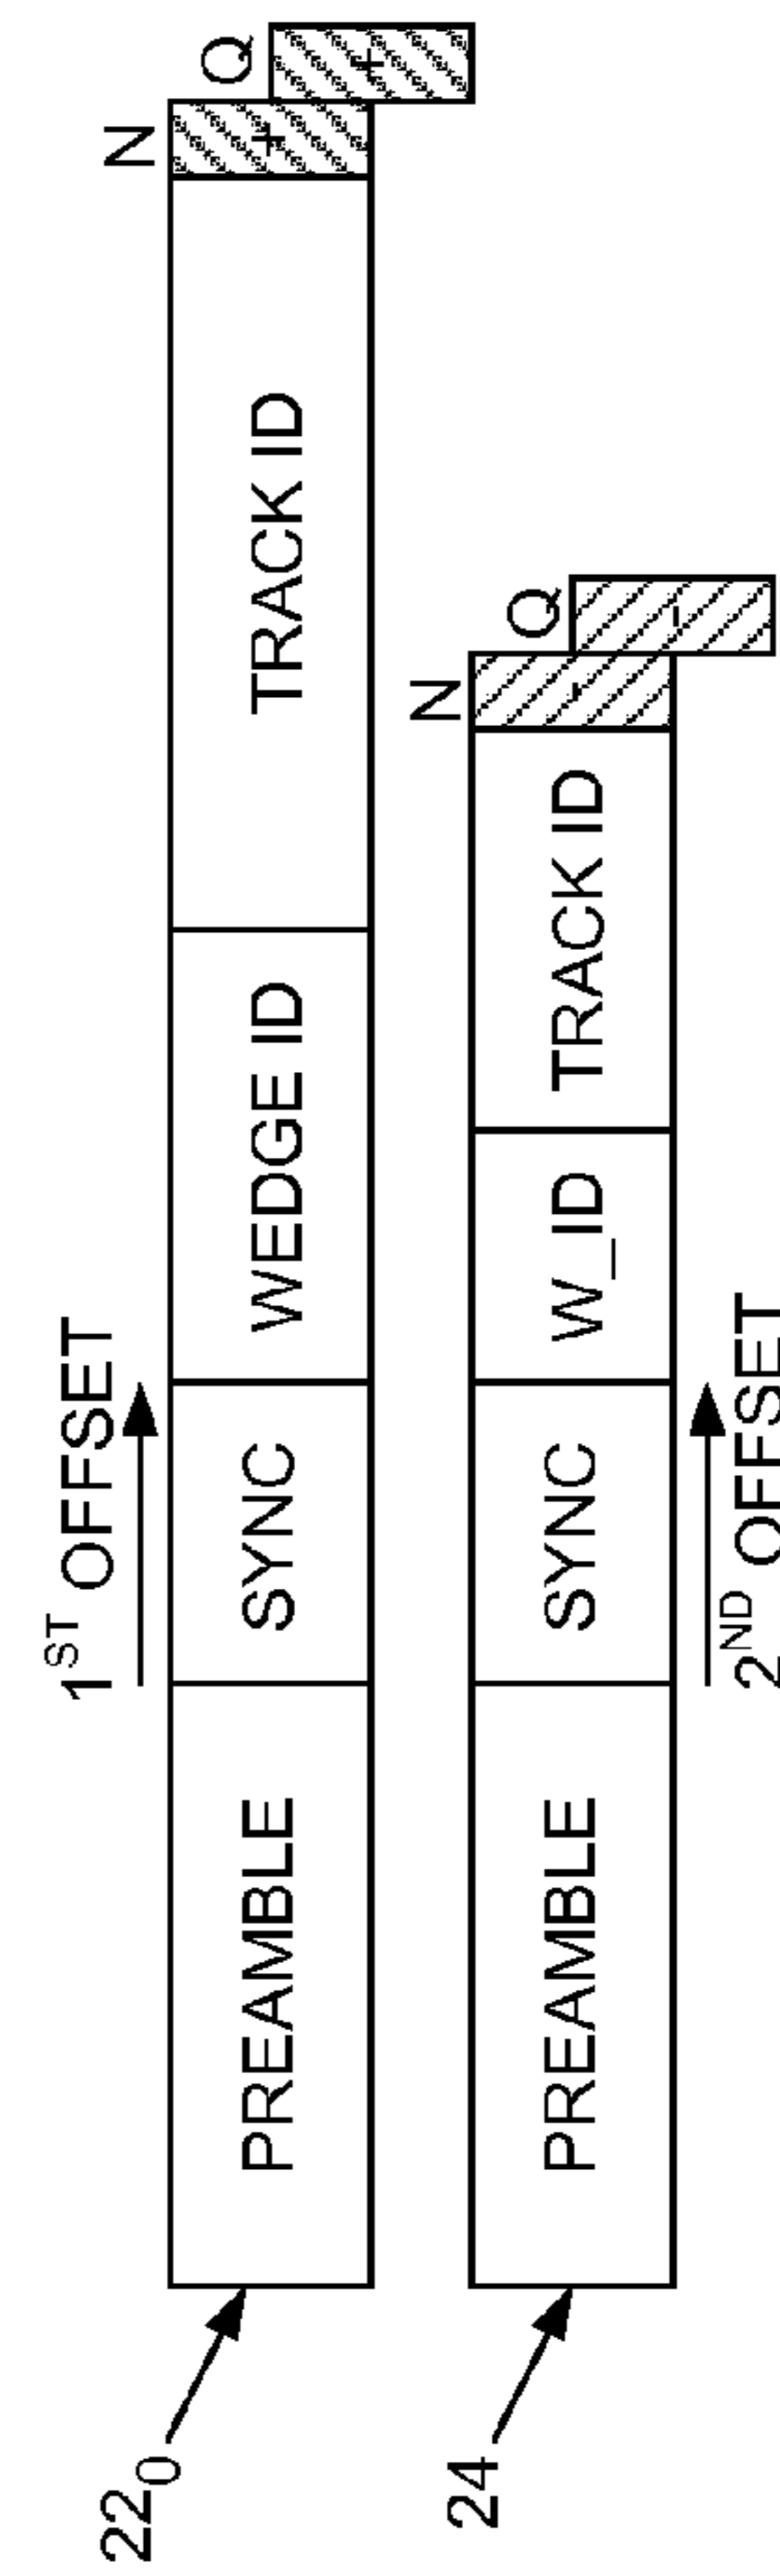 1ST OFFSET
22₀
PREAMBLE
SYNC
WEDGE ID
TRACK ID
N
+
Q
+
24
PREAMBLE
SYNC
W_ID
TRACK ID
N
-
Q
-
2ND OFFSET